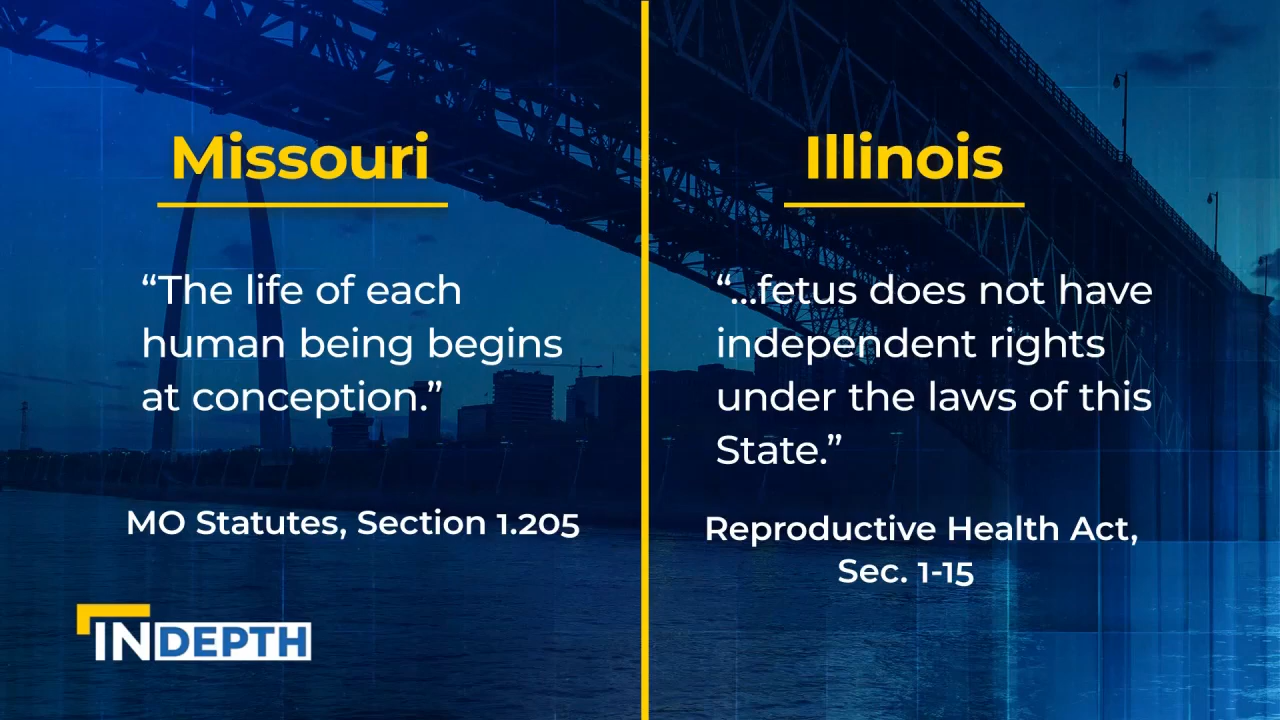 Missouri
“The life of each
human being begins
at conception.”
MO Statutes, Section 1.205
Illinois
“...fetus does not have
independent rights
under the laws of this
State.”
Reproductive Health Act,
Sec. 1-15
INDEPTH